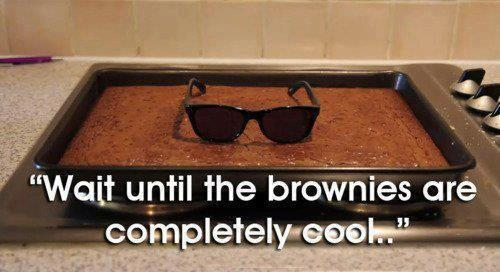 “Wait until the brownies are
completely cool..”